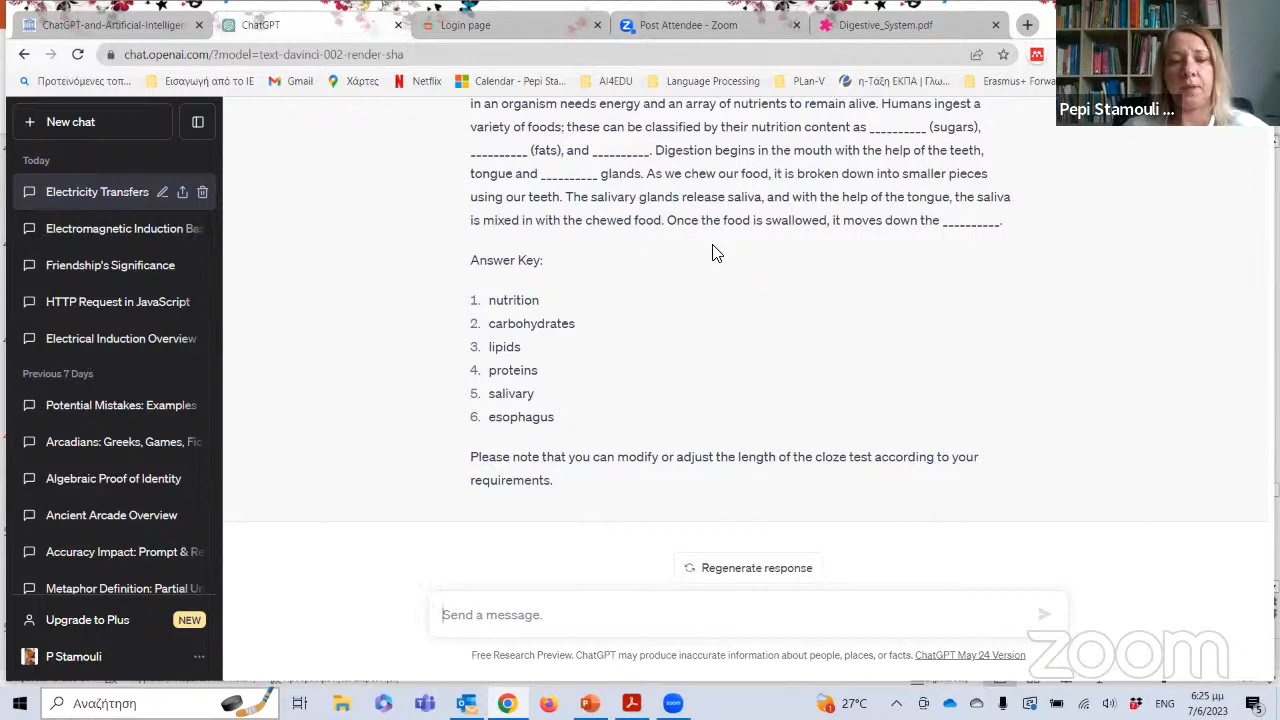 ChatGPT-and-Artificial-Intelliger
ChatGPT
Login page
Post Attendee - Zoom
Digestive_System.pdf
chat.openai.com/?model=text-davinci-002-render-sha
Προτεινόμενες τοπ...
Εισαγωγή από το IE
Gmail
Χάρτες
Netflix
Calendar - Pepi Stam...
AI4EDU
Language Processing
PLan-V
η-Τάξη ΕΚΠΑ | Γλω...
Erasmus+ Forwa
Pepi Stamouli ...
New chat
Today
Electricity Transfers
Electromagnetic Induction Bas
Friendship's Significance
HTTP Request in JavaScript
Electrical Induction Overview
Previous 7 Days
Potential Mistakes: Examples
Arcadians: Greeks, Games, Fic
Algebraic Proof of Identity
Ancient Arcade Overview
Accuracy Impact: Prompt & Re
Metaphor Definition: Partial Un
Upgrade to Plus
NEW
P Stamouli
in an organism needs energy and an array of nutrients to remain alive. Humans ingest a
variety of foods; these can be classified by their nutrition content as __________ (sugars),
__________ (fats), and __________. Digestion begins in the mouth with the help of the teeth,
tongue and __________ glands. As we chew our food, it is broken down into smaller pieces
using our teeth. The salivary glands release saliva, and with the help of the tongue, the saliva
is mixed in with the chewed food. Once the food is swallowed, it moves down the __________.
Answer Key:
1. nutrition
2. carbohydrates
3. lipids
4. proteins
5. salivary
6. esophagus
Please note that you can modify or adjust the length of the cloze test according to your
requirements.
Regenerate response
Send a message.
Free Research Preview. ChatGPT may produce inaccurate information about people, places, or facts. ChatGPT May 24 Version
zoom
Αναζήτηση
27°C
ENG
6:25 μμ
7/6/2023
5